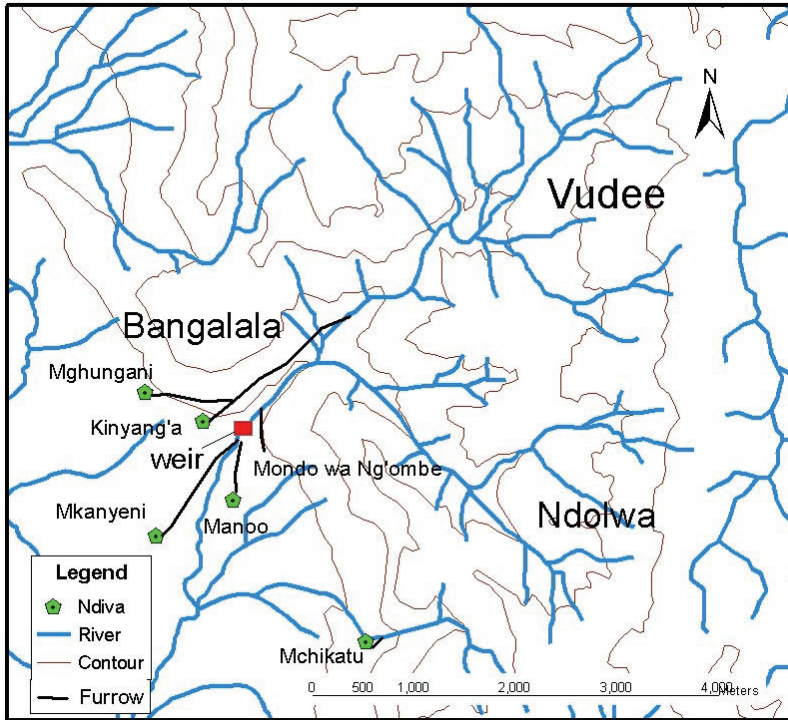 N
Vudee
Bangalala
Mghungani
Kinyang'a
weir
Mondo wa Ng'ombe
Mkanyeni
Manoo
Ndolwa
Legend
Ndiva
River
Contour
Furrow
Mchikatu
0 500 1,000 2,000 3,000 4,000 Meters